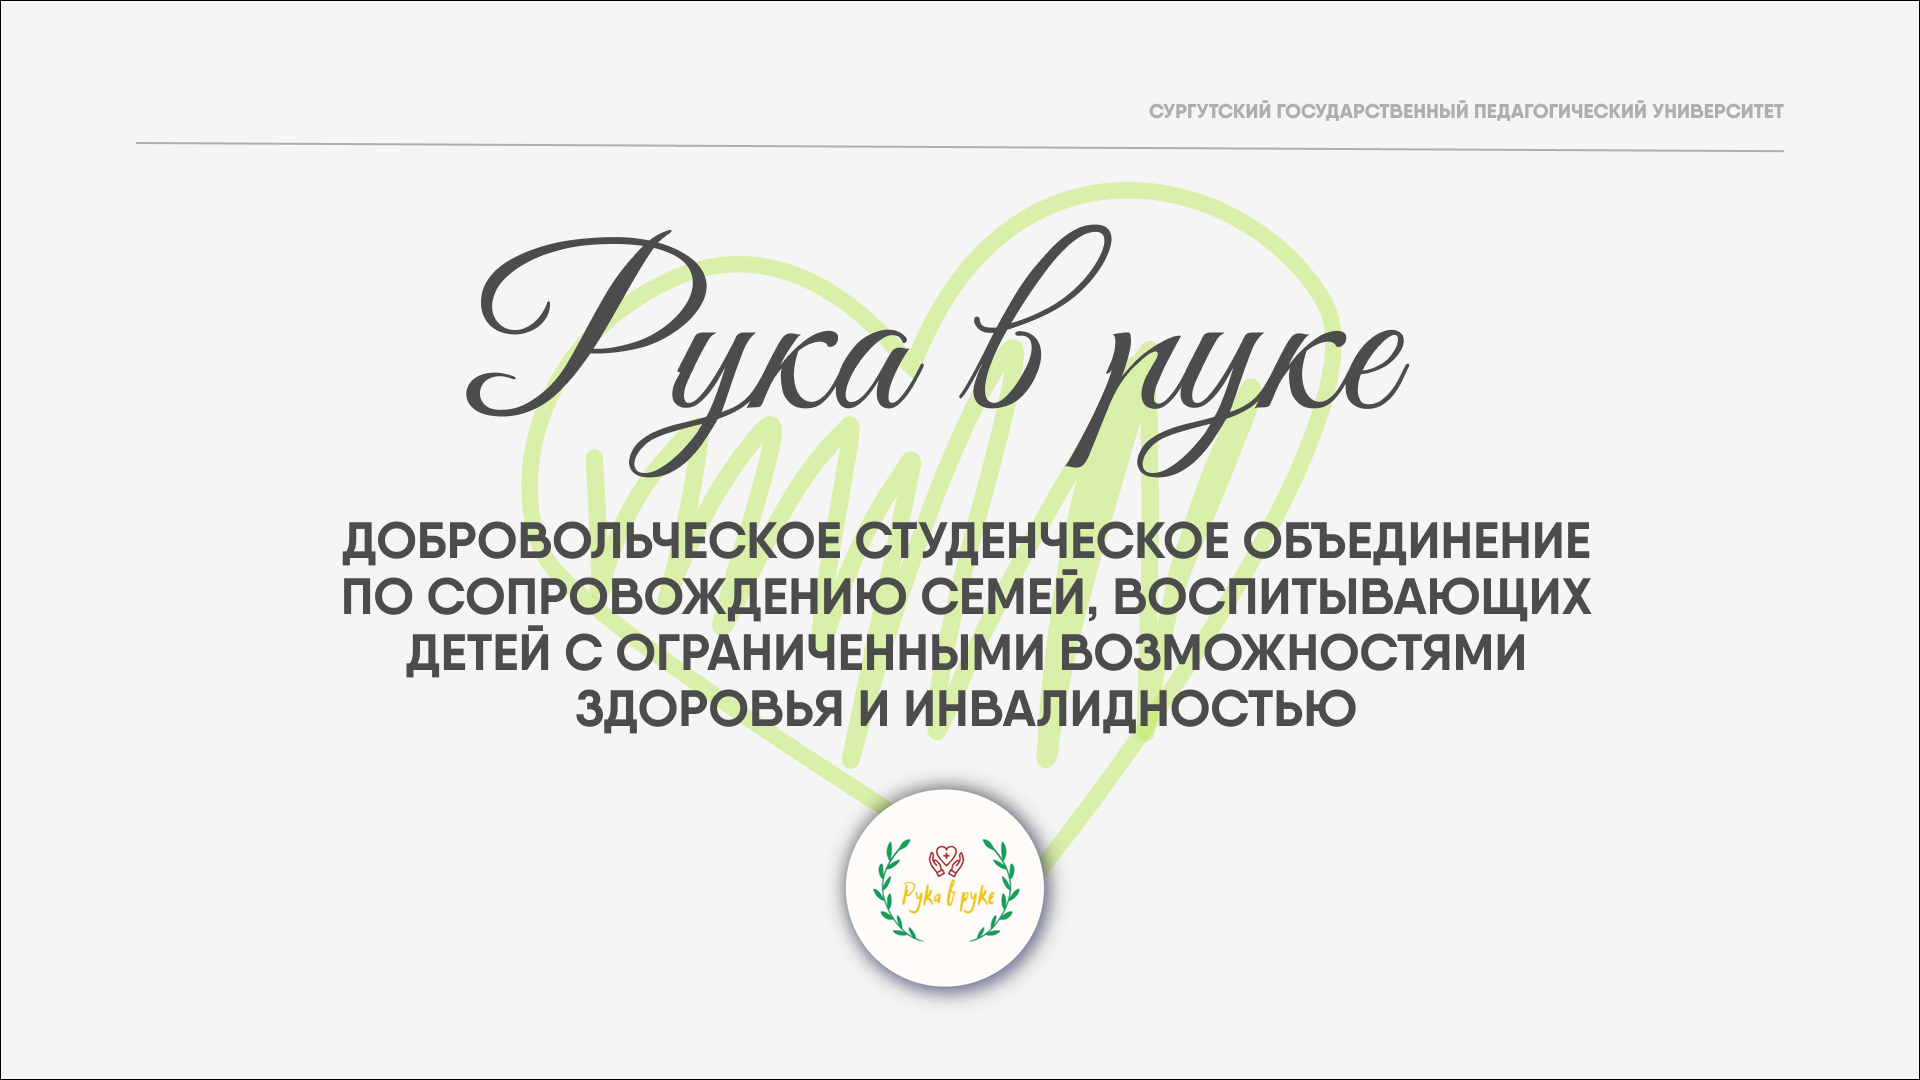 СУРГУТСКИЙ ГОСУДАРСТВЕННЫЙ ПЕДАГОГИЧЕСКИЙ УНИВЕРСИТЕТ
Рука в руке
ДОБРОВОЛЬЧЕСКОЕ СТУДЕНЧЕСКОЕ ОБЪЕДИНЕНИЕ
ПО СОПРОВОЖДЕНИЮ СЕМЕЙ, ВОСПИТЫВАЮЩИХ
ДЕТЕЙ С ОГРАНИЧЕННЫМИ ВОЗМОЖНОСТЯМИ
ЗДОРОВЬЯ И ИНВАЛИДНОСТЬЮ
Рука в руке